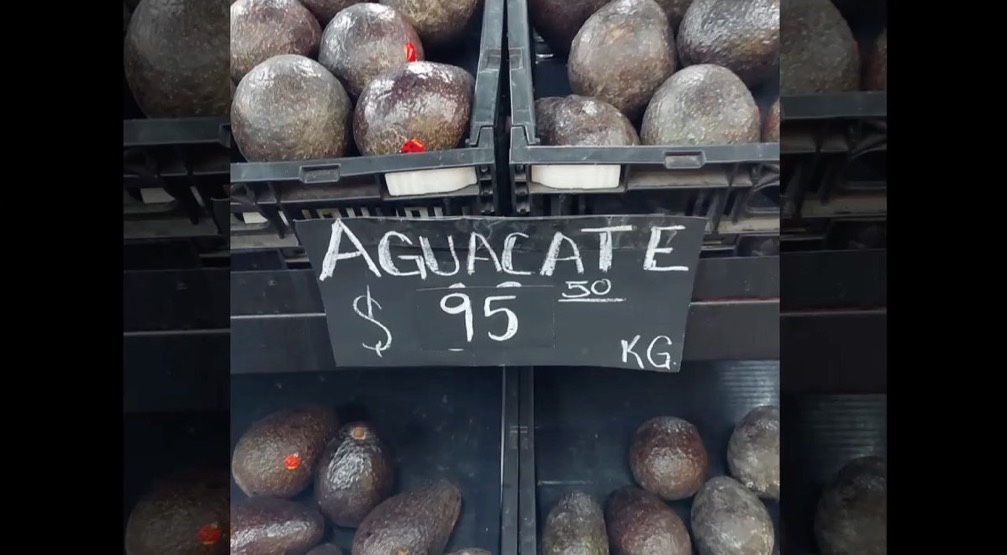 AGUACATE
$ 95 50
KG.